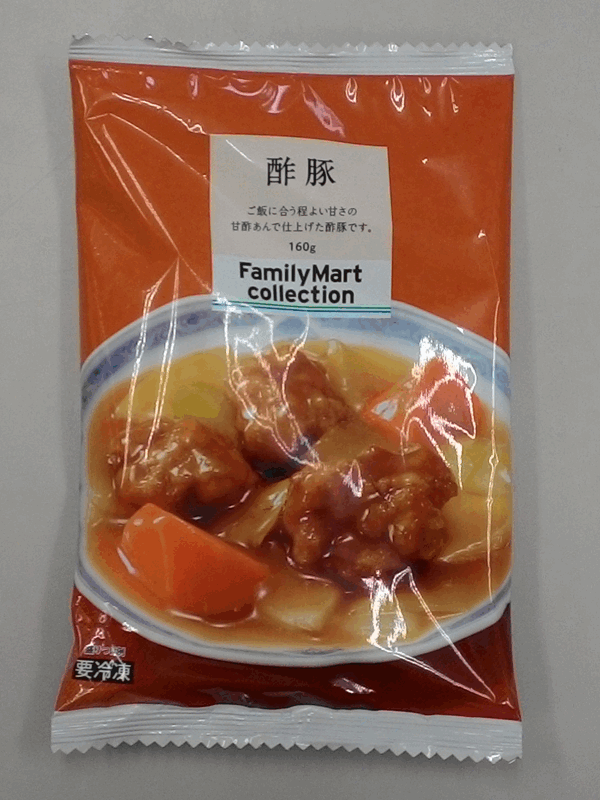 酢豚
ご飯に合う程よい甘さの
甘酢あんで仕上げた酢豚です。
160g
FamilyMart
collection
要冷凍